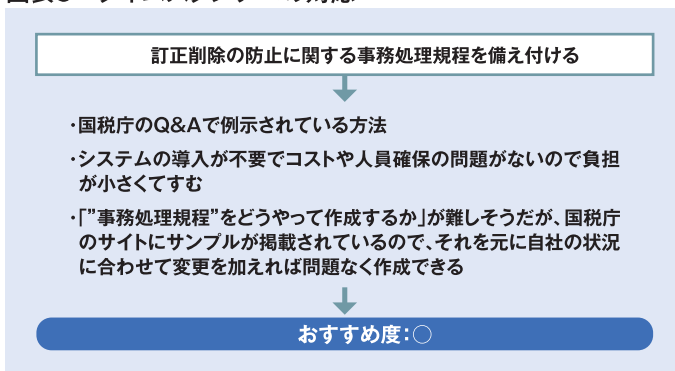 訂正削除の防止に関する事務処理規程を備え付ける
・国税庁のQ&Aで例示されている方法
・システムの導入が不要でコストや人員確保の問題がないので負担
が小さくてすむ
・「”事務処理規程”をどうやって作成するか」が難しそうだが、国税庁
のサイトにサンプルが掲載されているので、それを元に自社の状況
に合わせて変更を加えれば問題なく作成できる
おすすめ度:○